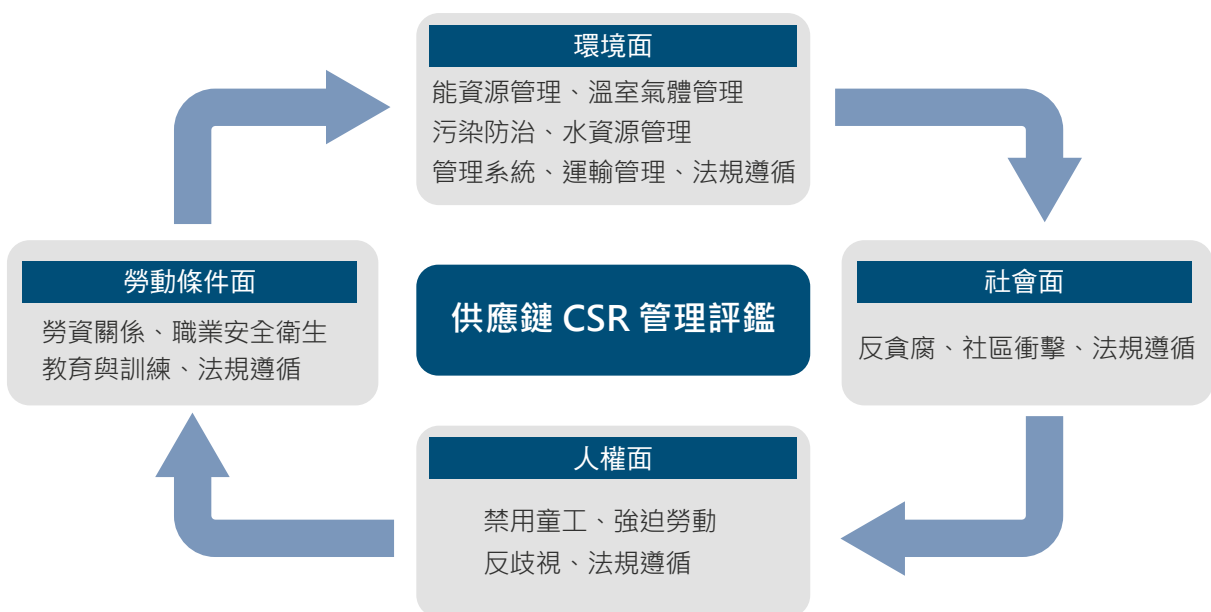 環境面
能資源管理、溫室氣體管理
污染防治、水資源管理
管理系統、運輸管理、法規遵循
勞動條件面
勞資關係、職業安全衛生
教育與訓練、法規遵循
供應鏈 CSR 管理評鑑
社會面
反貪腐、社區衝擊、法規遵循
人權面
禁用童工、強迫勞動
反歧視、法規遵循